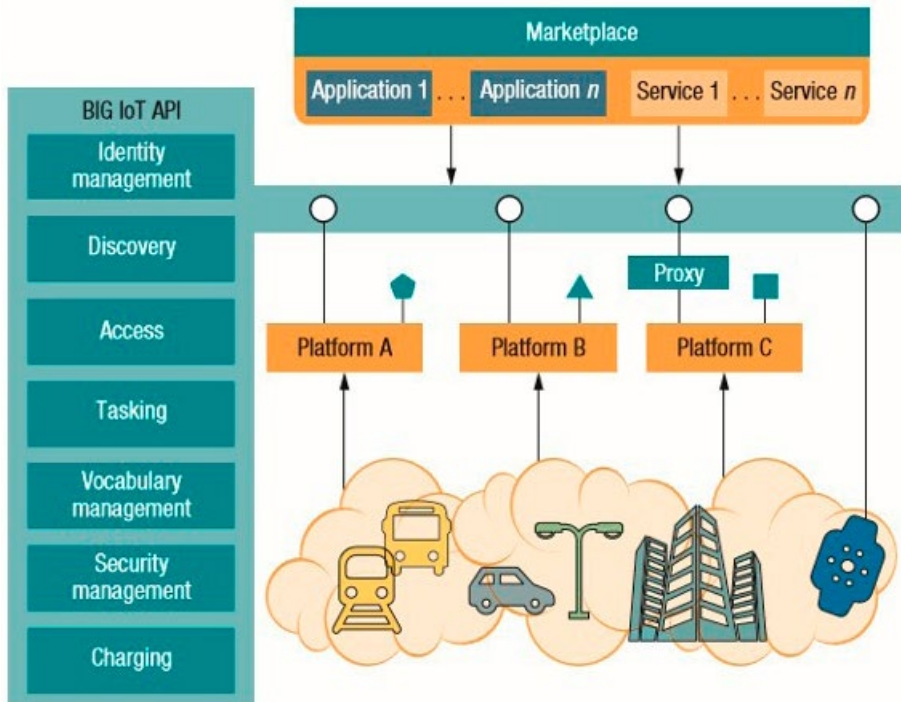 Marketplace
Application 1 ... Application n Service 1 ... Service n
BIG IoT API
Identity
management
Discovery
Access
Tasking
Vocabulary
management
Security
management
Charging
Proxy
Platform A
Platform B
Platform C